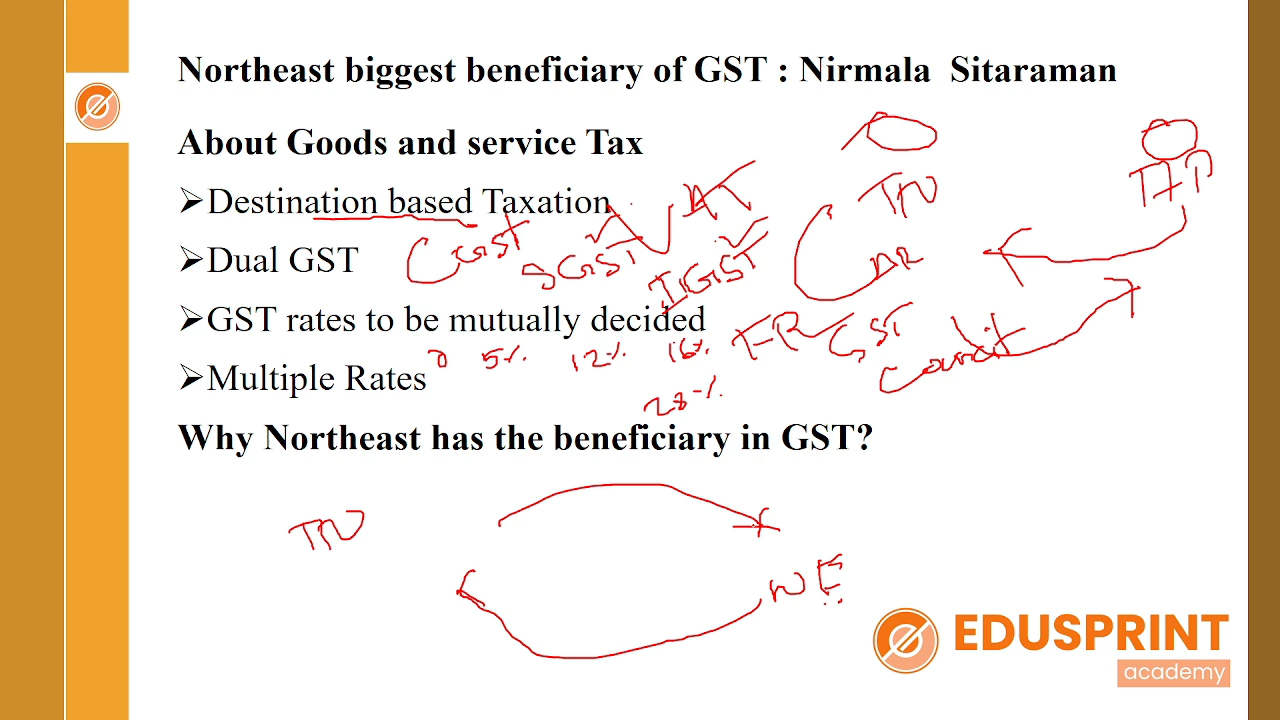 Northeast biggest beneficiary of GST : Nirmala Sitaraman
About Goods and service Tax
➢Destination based Taxation
TN
CGST
SGST
IGST
➢Dual GST
➢GST rates to be mutually decided
0 5% 12% 16%
GST
Council
➢Multiple Rates
28%
Why Northeast has the beneficiary in GST?
TN
NE
EDUSPRINT
academy